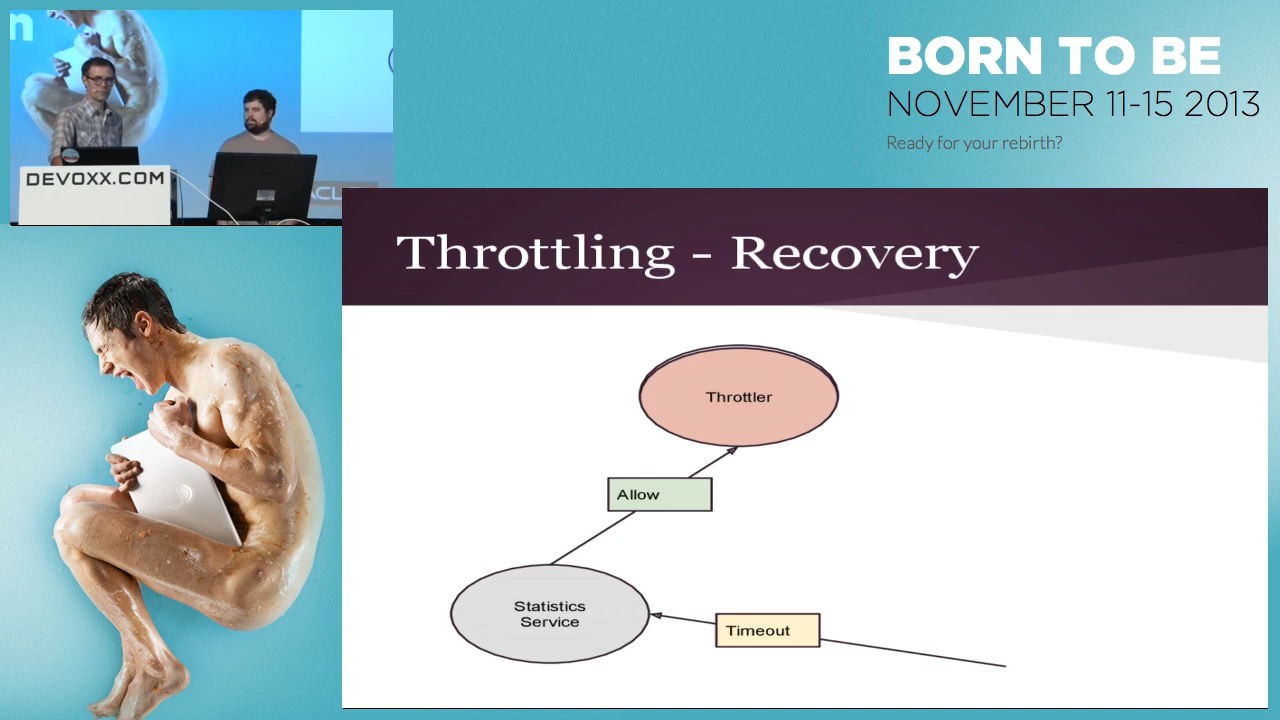 n
DEVOXX.COM
ACL
BORN TO BE
NOVEMBER 11-15 2013
Ready for your rebirth?
Throttling - Recovery
Throttler
Allow
Statistics
Service
Timeout